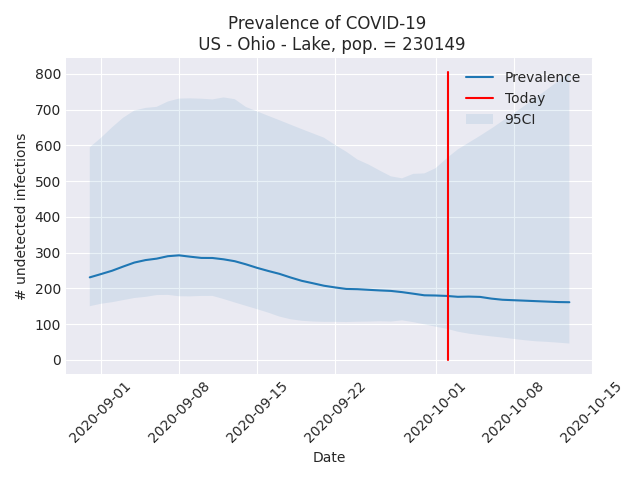 Prevalence of COVID-19
US - Ohio - Lake, pop. = 230149
# undetected infections
800
700
600
500
400
300
200
100
0
Prevalence
Today
95CI
2020-09-01
2020-09-08
2020-09-15
2020-09-22
2020-10-01
2020-10-08
2020-10-15
Date